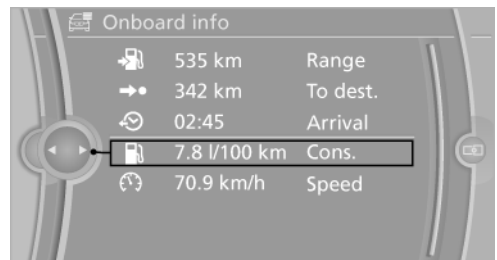 Onboard info
535 km Range
342 km To dest.
02:45 Arrival
7.8 l/100 km Cons.
70.9 km/h Speed